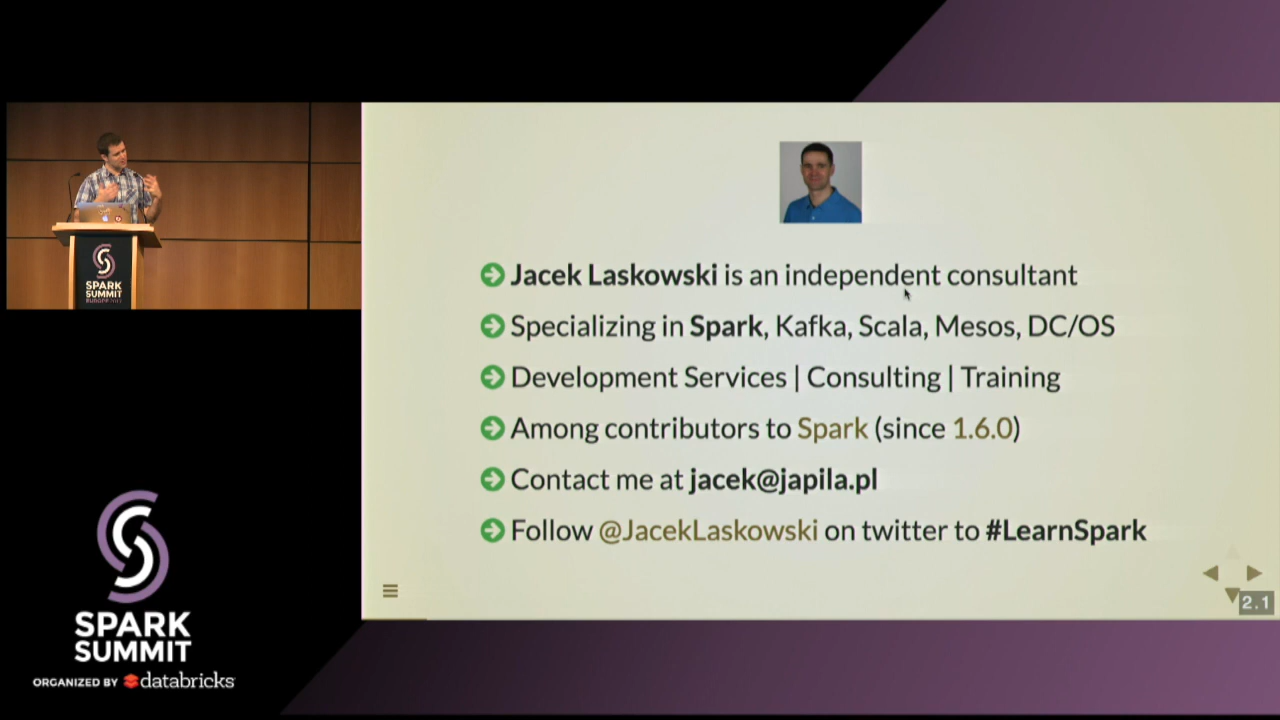 Jacek Laskowski is an independent consultant
Specializing in Spark, Kafka, Scala, Mesos, DC/OS
Development Services | Consulting | Training
Among contributors to Spark (since 1.6.0)
Contact me at jacek@japila.pl
Follow @JacekLaskowski on twitter to #LearnSpark
2.1
SPARK
SUMMIT
SPARK
SUMMIT
ORGANIZED BY databricks